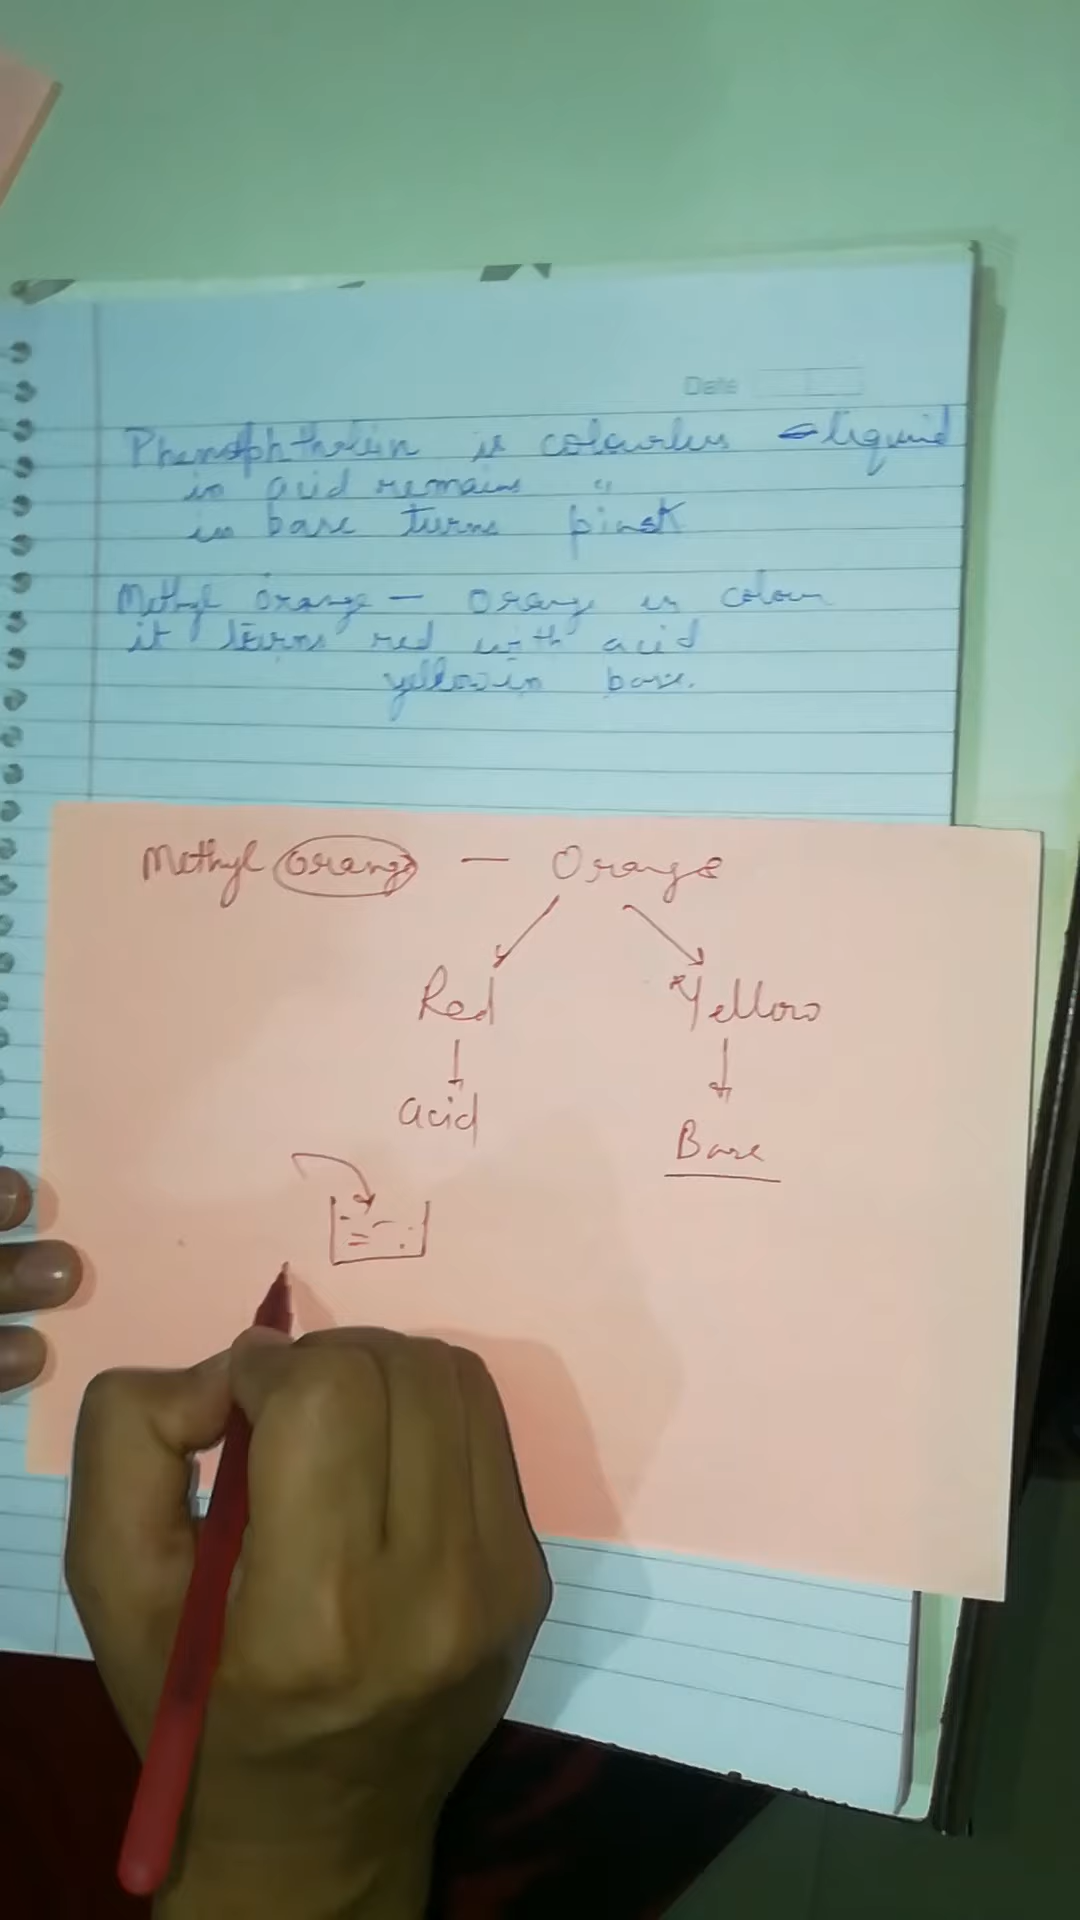 Date
Phenophthalein is colourless liquid
in acid remains "
in base turns pink
Methyl Orange - Orange in colour
it turns red with acid
yellow in base.
Methyl Orange — Orange
Red Yellow
acid Base